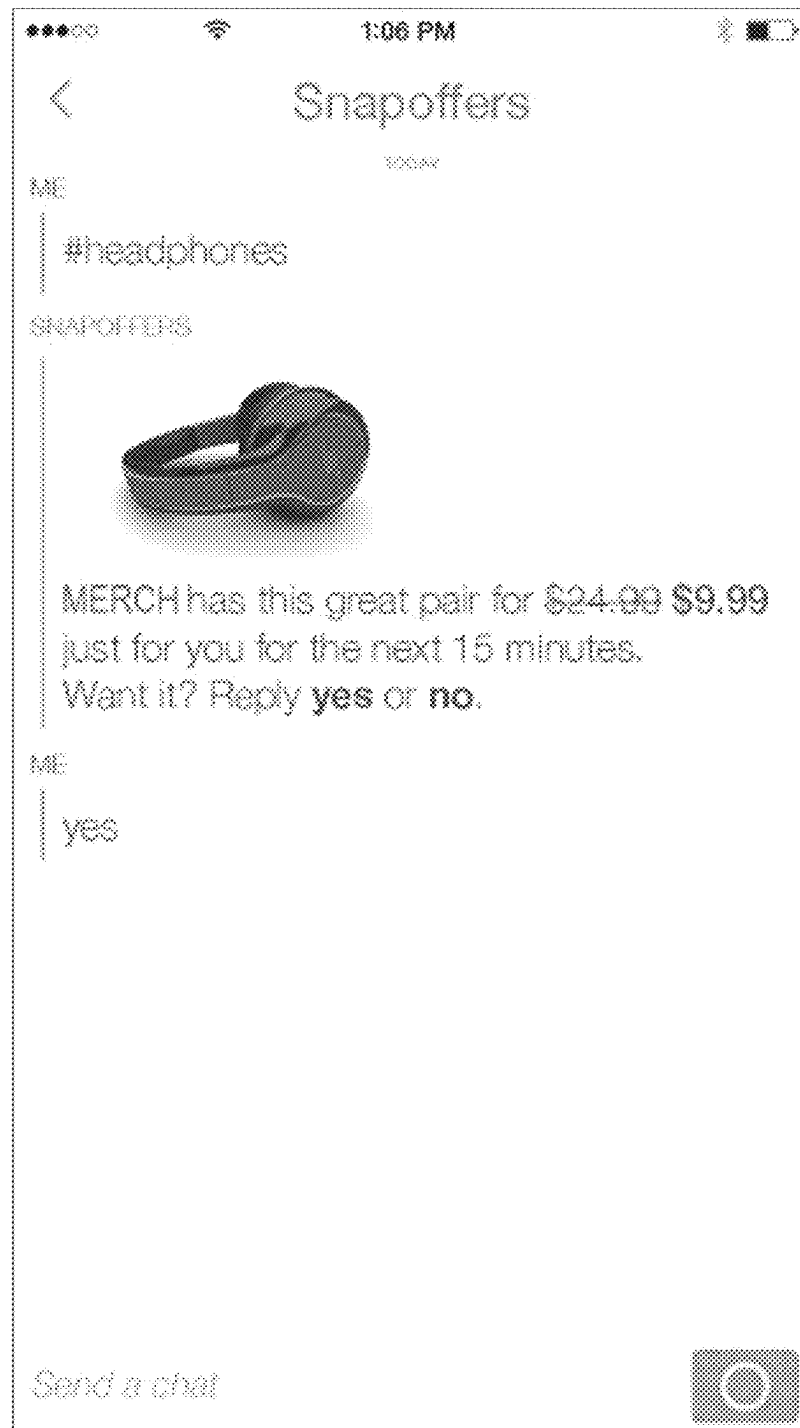 1:06 PM
Snapoffers
TODAY
ME
#headphones
SNAPOFFERS
MERCH has this great pair for $24.99 $9.99
just for you for the next 15 minutes.
Want it? Reply yes or no.
ME
yes
Send a chat